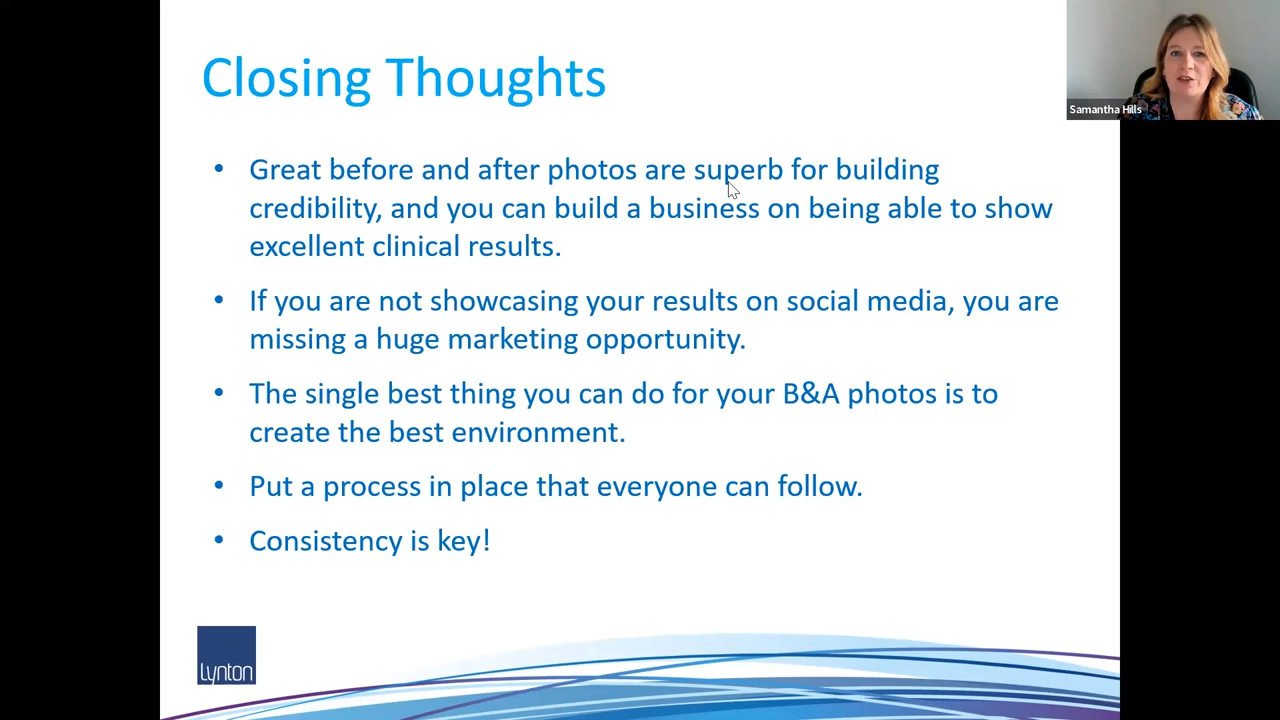 Closing Thoughts
Samantha Hills
• Great before and after photos are superb for building
credibility, and you can build a business on being able to show
excellent clinical results.
• If you are not showcasing your results on social media, you are
missing a huge marketing opportunity.
• The single best thing you can do for your B&A photos is to
create the best environment.
• Put a process in place that everyone can follow.
• Consistency is key!
Lynton